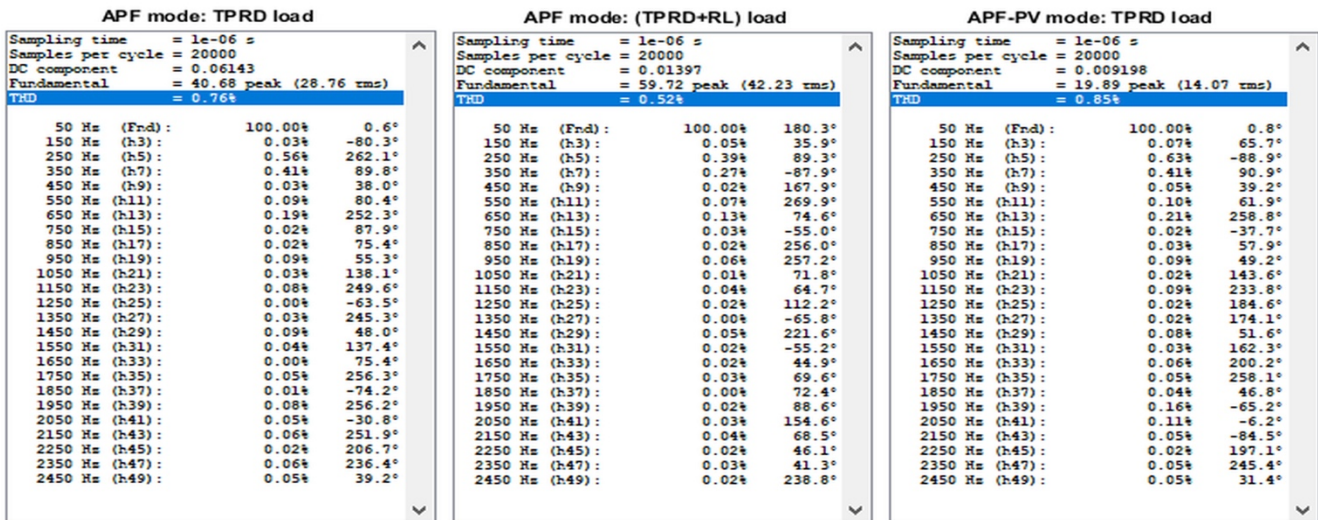 APF mode: TPRD load
Sampling time = 1e-06 s
Samples per cycle = 20000
DC component = 0.06143
Fundamental = 40.68 peak (28.76 rms)
THD = 0.76%
50 Hz (Fnd): 100.00% 0.6°
150 Hz (h3): 0.03% -80.3°
250 Hz (h5): 0.56% 262.1°
350 Hz (h7): 0.41% 89.8°
450 Hz (h9): 0.03% 38.0°
550 Hz (h11): 0.09% 80.4°
650 Hz (h13): 0.19% 252.3°
750 Hz (h15): 0.02% 87.9°
850 Hz (h17): 0.02% 75.4°
950 Hz (h19): 0.09% 55.3°
1050 Hz (h21): 0.03% 138.1°
1150 Hz (h23): 0.08% 249.6°
1250 Hz (h25): 0.00% -63.5°
1350 Hz (h27): 0.03% 245.3°
1450 Hz (h29): 0.09% 48.0°
1550 Hz (h31): 0.04% 137.4°
1650 Hz (h33): 0.00% 75.4°
1750 Hz (h35): 0.05% 256.3°
1850 Hz (h37): 0.01% -74.2°
1950 Hz (h39): 0.08% 256.2°
2050 Hz (h41): 0.05% -30.8°
2150 Hz (h43): 0.06% 251.9°
2250 Hz (h45): 0.02% 206.7°
2350 Hz (h47): 0.06% 236.4°
2450 Hz (h49): 0.05% 39.2°
APF mode: (TPRD+RL) load
Sampling time = 1e-06 s
Samples per cycle = 20000
DC component = 0.01397
Fundamental = 59.72 peak (42.23 rms)
THD = 0.52%
50 Hz (Fnd): 100.00% 180.3°
150 Hz (h3): 0.05% 35.9°
250 Hz (h5): 0.39% 89.3°
350 Hz (h7): 0.27% -87.9°
450 Hz (h9): 0.02% 167.9°
550 Hz (h11): 0.07% 269.9°
650 Hz (h13): 0.13% 74.6°
750 Hz (h15): 0.03% -55.0°
850 Hz (h17): 0.02% 256.0°
950 Hz (h19): 0.06% 257.2°
1050 Hz (h21): 0.01% 71.8°
1150 Hz (h23): 0.04% 64.7°
1250 Hz (h25): 0.02% 112.2°
1350 Hz (h27): 0.00% -65.8°
1450 Hz (h29): 0.05% 221.6°
1550 Hz (h31): 0.02% -55.2°
1650 Hz (h33): 0.02% 44.9°
1750 Hz (h35): 0.03% 69.6°
1850 Hz (h37): 0.00% 72.4°
1950 Hz (h39): 0.02% 88.6°
2050 Hz (h41): 0.03% 154.6°
2150 Hz (h43): 0.04% 68.5°
2250 Hz (h45): 0.02% 46.1°
2350 Hz (h47): 0.03% 41.3°
2450 Hz (h49): 0.02% 238.8°
APF-PV mode: TPRD load
Sampling time = 1e-06 s
Samples per cycle = 20000
DC component = 0.009198
Fundamental = 19.89 peak (14.07 rms)
THD = 0.85%
50 Hz (Fnd): 100.00% 0.8°
150 Hz (h3): 0.07% 65.7°
250 Hz (h5): 0.63% -88.9°
350 Hz (h7): 0.41% 90.9°
450 Hz (h9): 0.05% 39.2°
550 Hz (h11): 0.10% 61.9°
650 Hz (h13): 0.21% 258.8°
750 Hz (h15): 0.02% -37.7°
850 Hz (h17): 0.03% 57.9°
950 Hz (h19): 0.09% 49.2°
1050 Hz (h21): 0.02% 143.6°
1150 Hz (h23): 0.09% 233.8°
1250 Hz (h25): 0.02% 184.6°
1350 Hz (h27): 0.02% 174.1°
1450 Hz (h29): 0.08% 51.6°
1550 Hz (h31): 0.03% 162.3°
1650 Hz (h33): 0.06% 200.2°
1750 Hz (h35): 0.05% 258.1°
1850 Hz (h37): 0.04% 46.8°
1950 Hz (h39): 0.16% -65.2°
2050 Hz (h41): 0.11% -6.2°
2150 Hz (h43): 0.05% -84.5°
2250 Hz (h45): 0.02% 197.1°
2350 Hz (h47): 0.05% 245.4°
2450 Hz (h49): 0.05% 31.4°